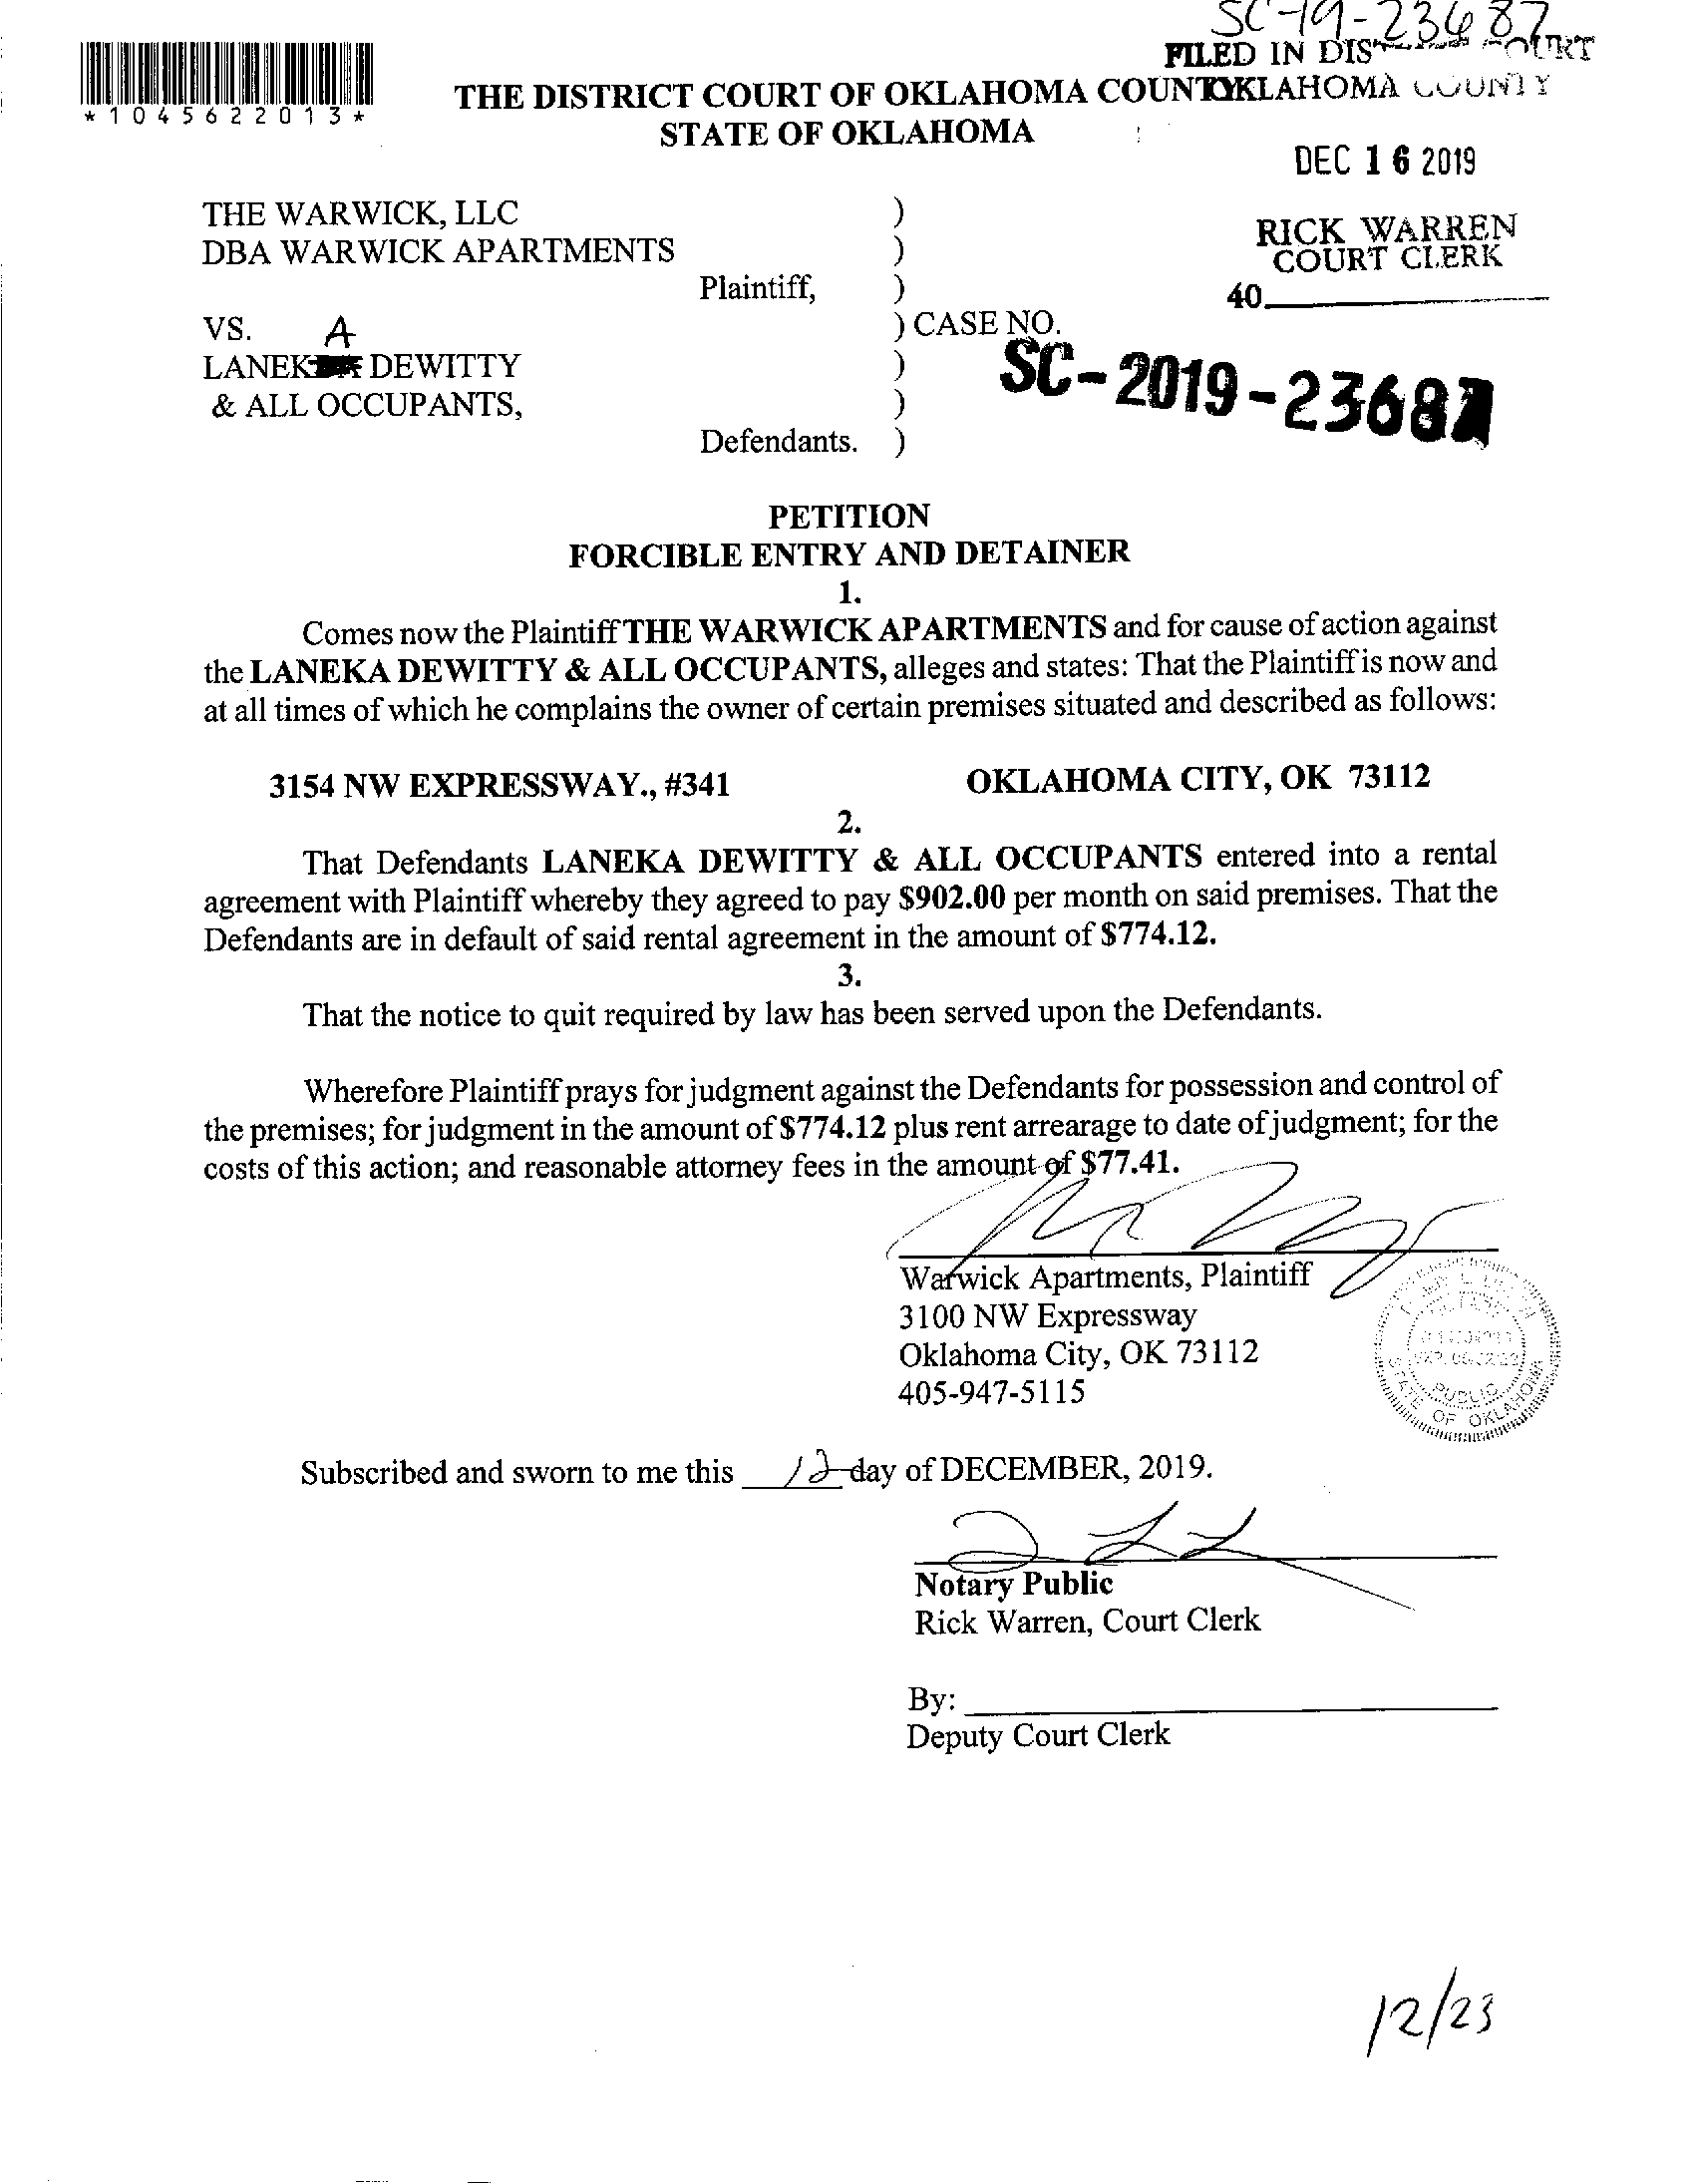 SC-19-23687
FILED IN DISTRICT COURT
*1045622013*
THE DISTRICT COURT OF OKLAHOMA COUNTY
OKLAHOMA COUNTY
STATE OF OKLAHOMA
DEC 16 2019
THE WARWICK, LLC )
DBA WARWICK APARTMENTS )
RICK WARREN
COURT CLERK
Plaintiff, )
40
VS. A ) CASE NO.
LANEK DEWITTY )
SC-2019-23687
& ALL OCCUPANTS, )
Defendants. )
PETITION
FORCIBLE ENTRY AND DETAINER
1.
Comes now the Plaintiff THE WARWICK APARTMENTS and for cause of action against
the LANEKA DEWITTY & ALL OCCUPANTS, alleges and states: That the Plaintiff is now and
at all times of which he complains the owner of certain premises situated and described as follows:
3154 NW EXPRESSWAY., #341 OKLAHOMA CITY, OK 73112
2.
That Defendants LANEKA DEWITTY & ALL OCCUPANTS entered into a rental
agreement with Plaintiff whereby they agreed to pay $902.00 per month on said premises. That the
Defendants are in default of said rental agreement in the amount of $774.12.
3.
That the notice to quit required by law has been served upon the Defendants.
Wherefore Plaintiff prays for judgment against the Defendants for possession and control of
the premises; for judgment in the amount of $774.12 plus rent arrearage to date of judgment; for the
costs of this action; and reasonable attorney fees in the amount of $77.41.
Warwick Apartments, Plaintiff
3100 NW Expressway
Oklahoma City, OK 73112
405-947-5115
PUBLIC
STATE OF OKLAHOMA
Subscribed and sworn to me this 12 day of DECEMBER, 2019.
Notary Public
Rick Warren, Court Clerk
By:
Deputy Court Clerk
12/23